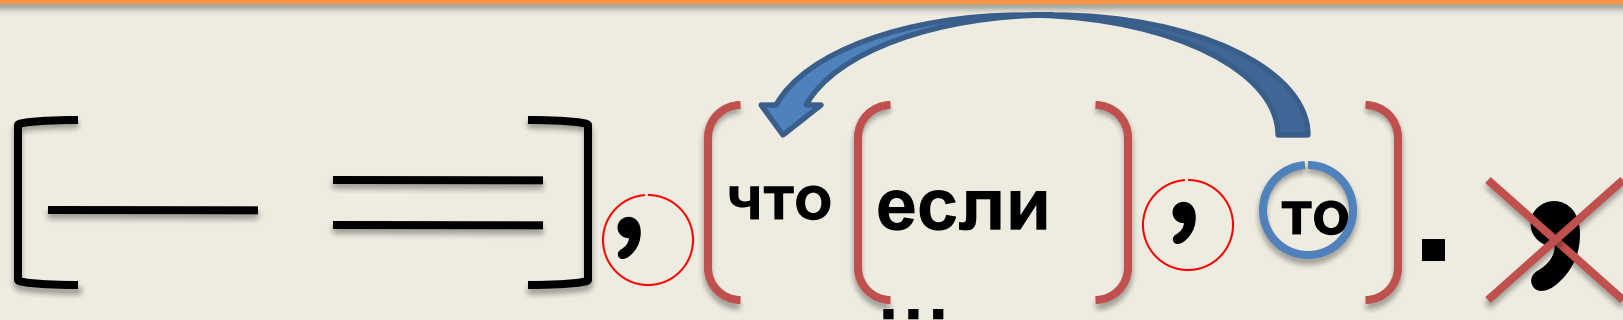 [ ], (что (если ), то). ,
...